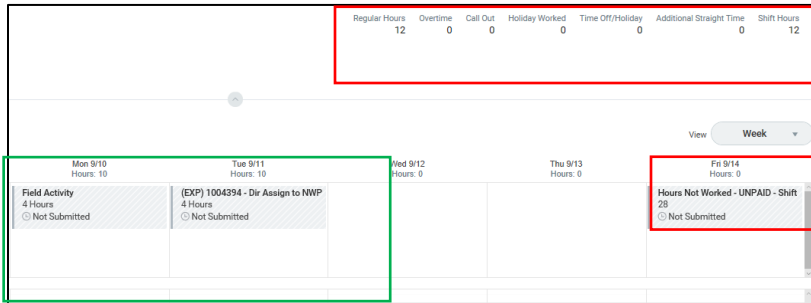 Regular Hours Overtime Call Out Holiday Worked Time Off/Holiday Additional Straight Time Shift Hours
12 0 0 0 0 0 12
View Week
Mon 9/10 Tue 9/11 Wed 9/12 Thu 9/13 Fri 9/14
Hours: 10 Hours: 10 Hours: 0 Hours: 0 Hours: 0
Field Activity (EXP) 1004394 - Dir Assign to NWP Hours Not Worked - UNPAID - Shift
4 Hours 4 Hours 28
Not Submitted Not Submitted Not Submitted